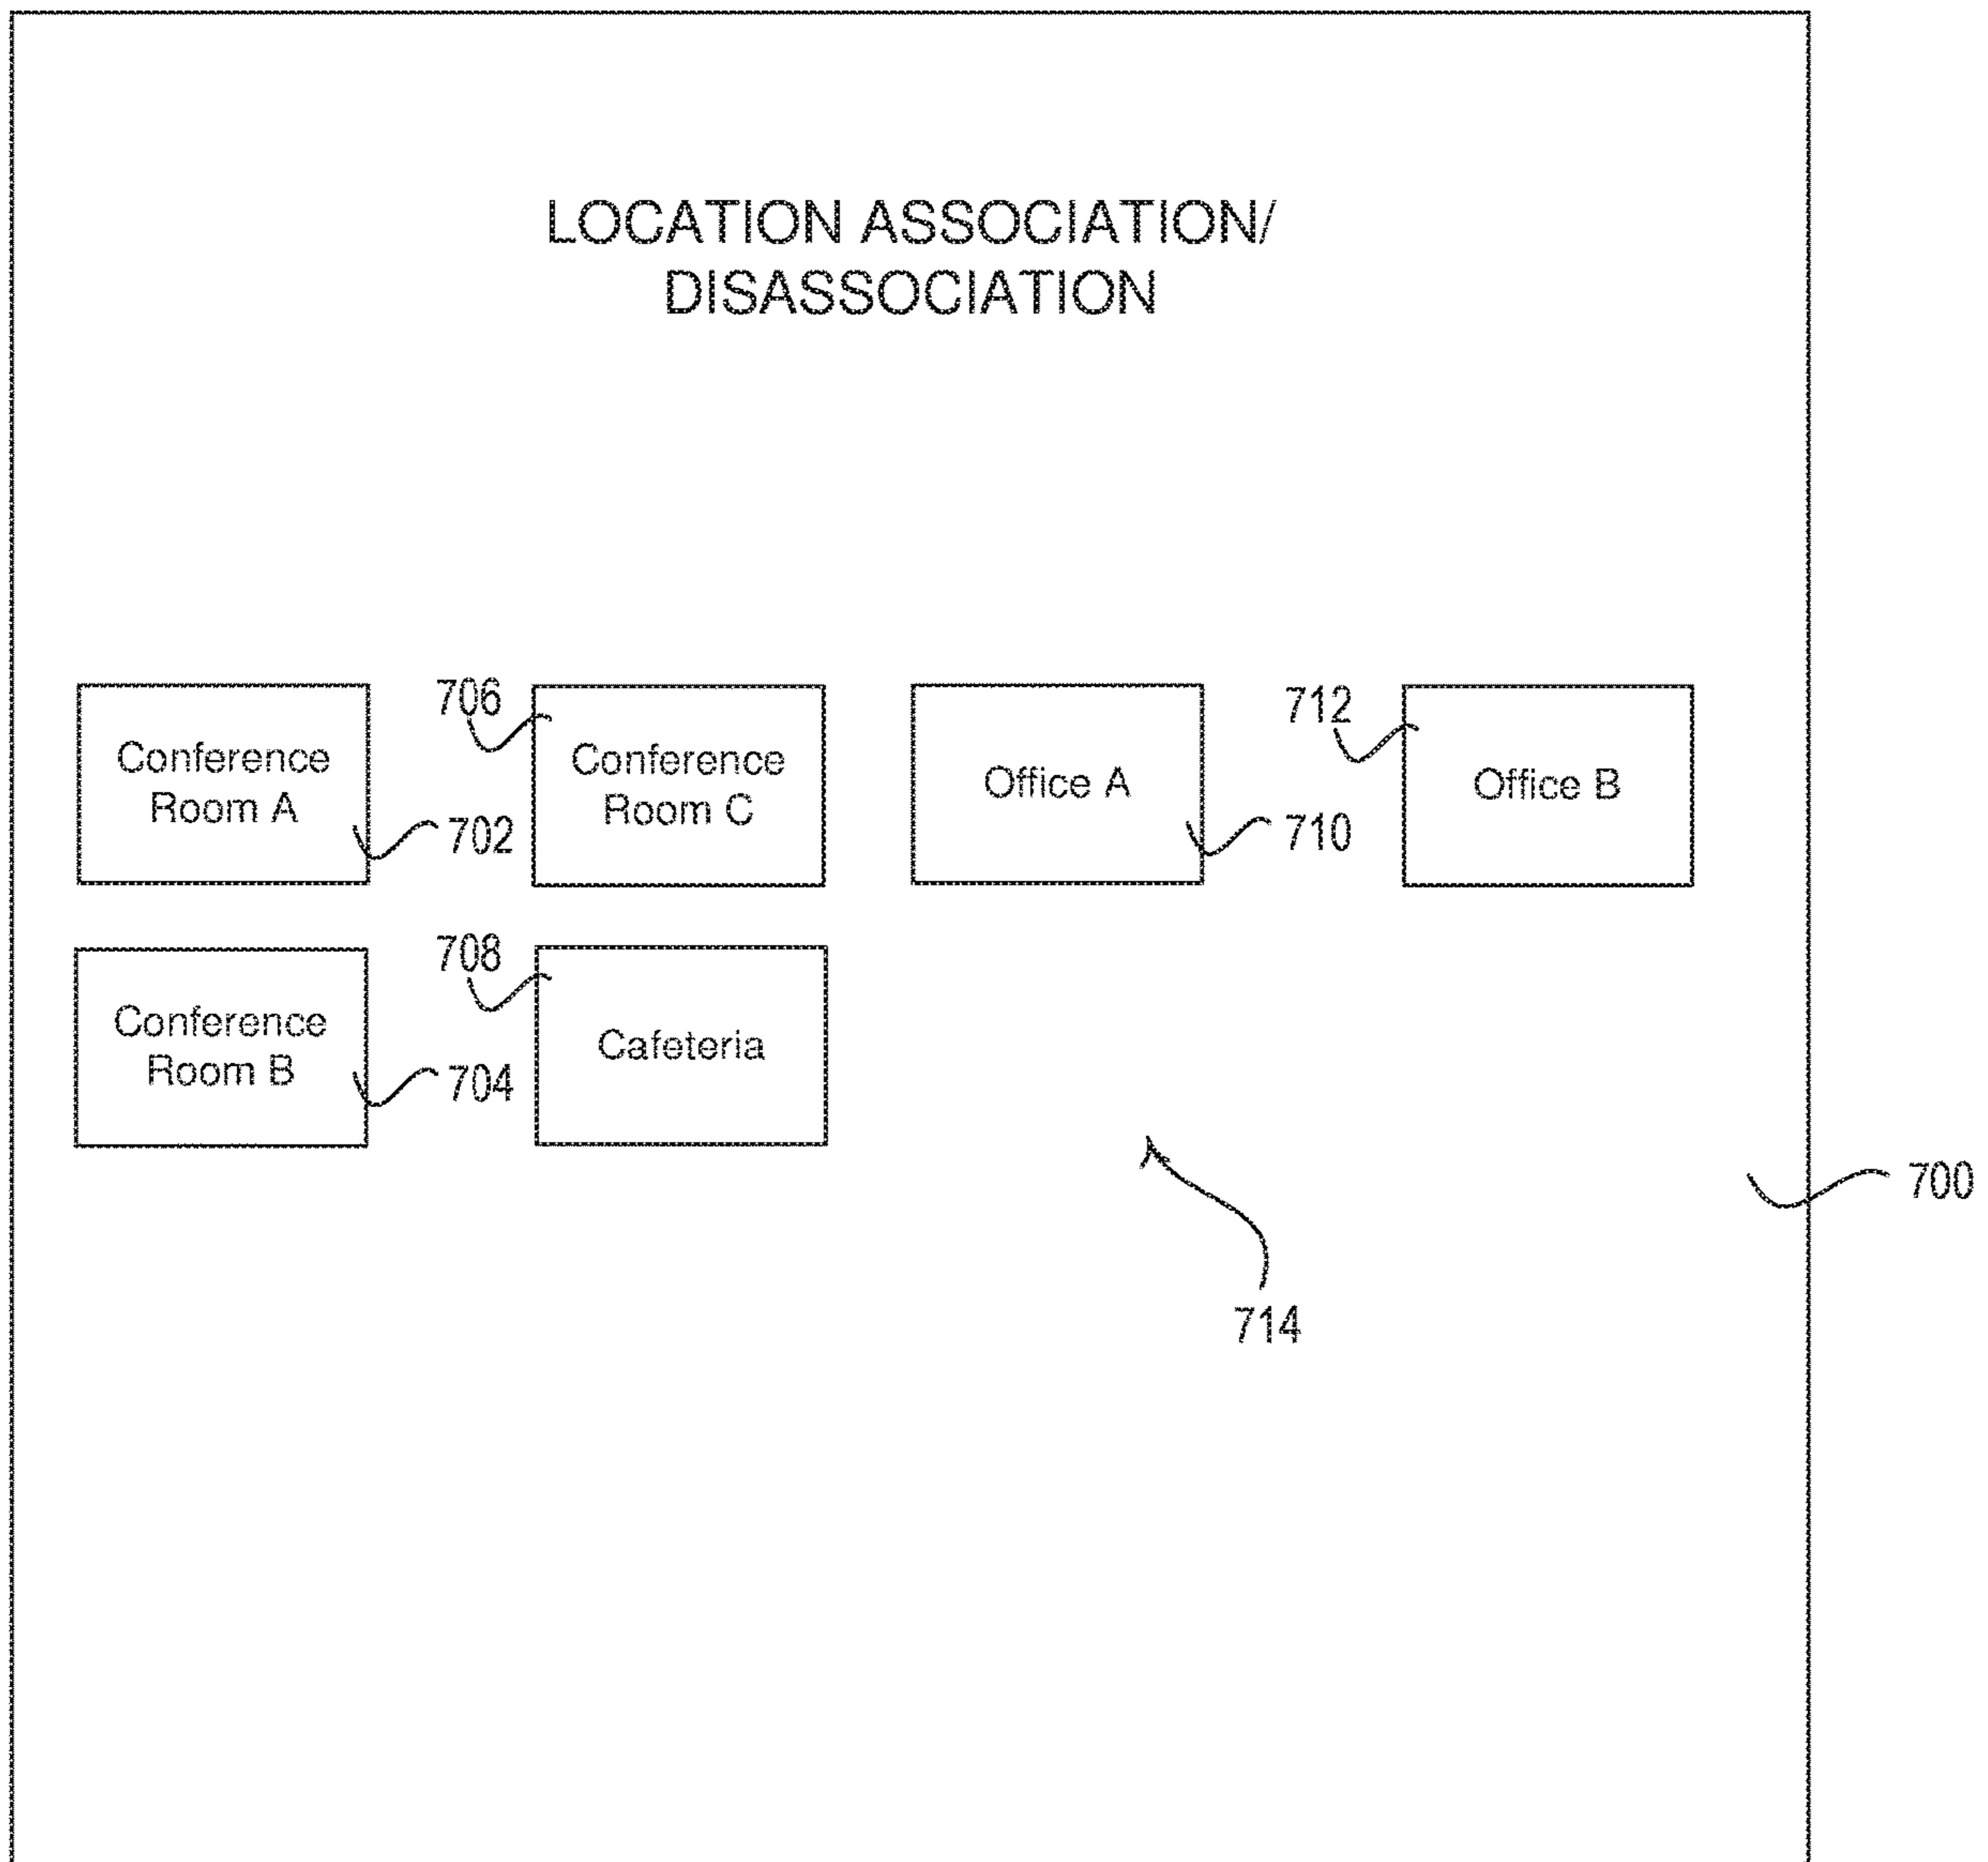 LOCATION ASSOCIATION/
DISASSOCIATION
Conference
Room A
702
706
Conference
Room C
Office A
710
712
Office B
Conference
Room B
704
708
Cafeteria
714
700